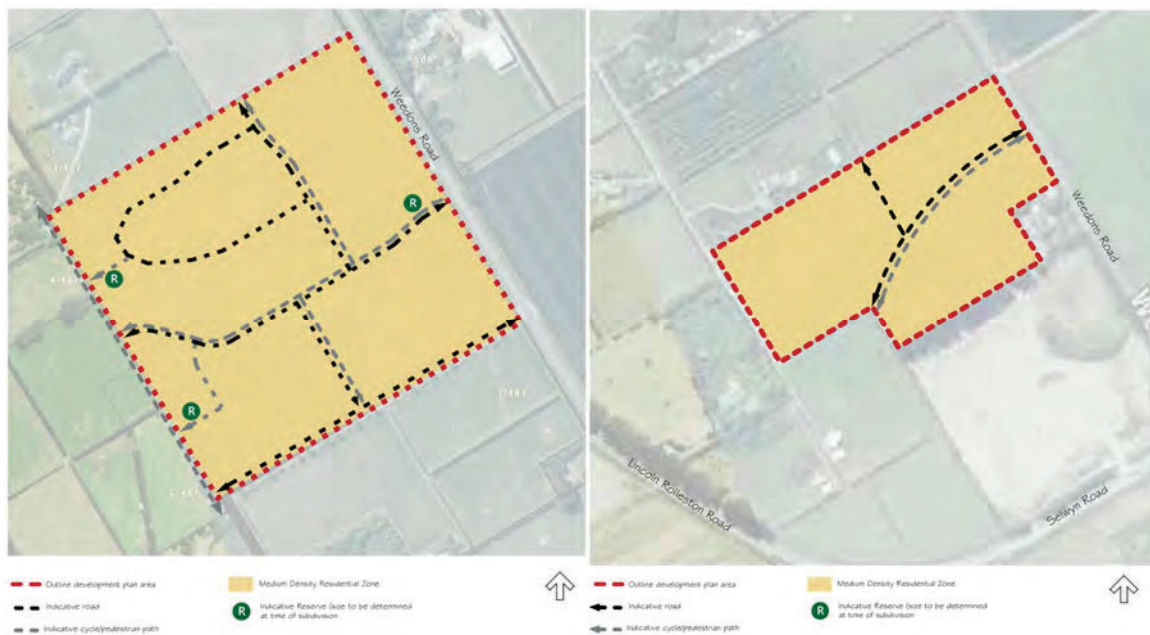 Weedons Road
R
R
R
Outline development plan area
Indicative road
Indicative cycle/pedestrian path
Medium Density Residential Zone
R
Indicative Reserve (size to be determined
at time of subdivision
Weedons Road
Lincoln Rolleston Road
Selwyn Road
Outline development plan area
Indicative road
Indicative cycle/pedestrian path
Medium Density Residential Zone
R
Indicative Reserve (size to be determined
at time of subdivision